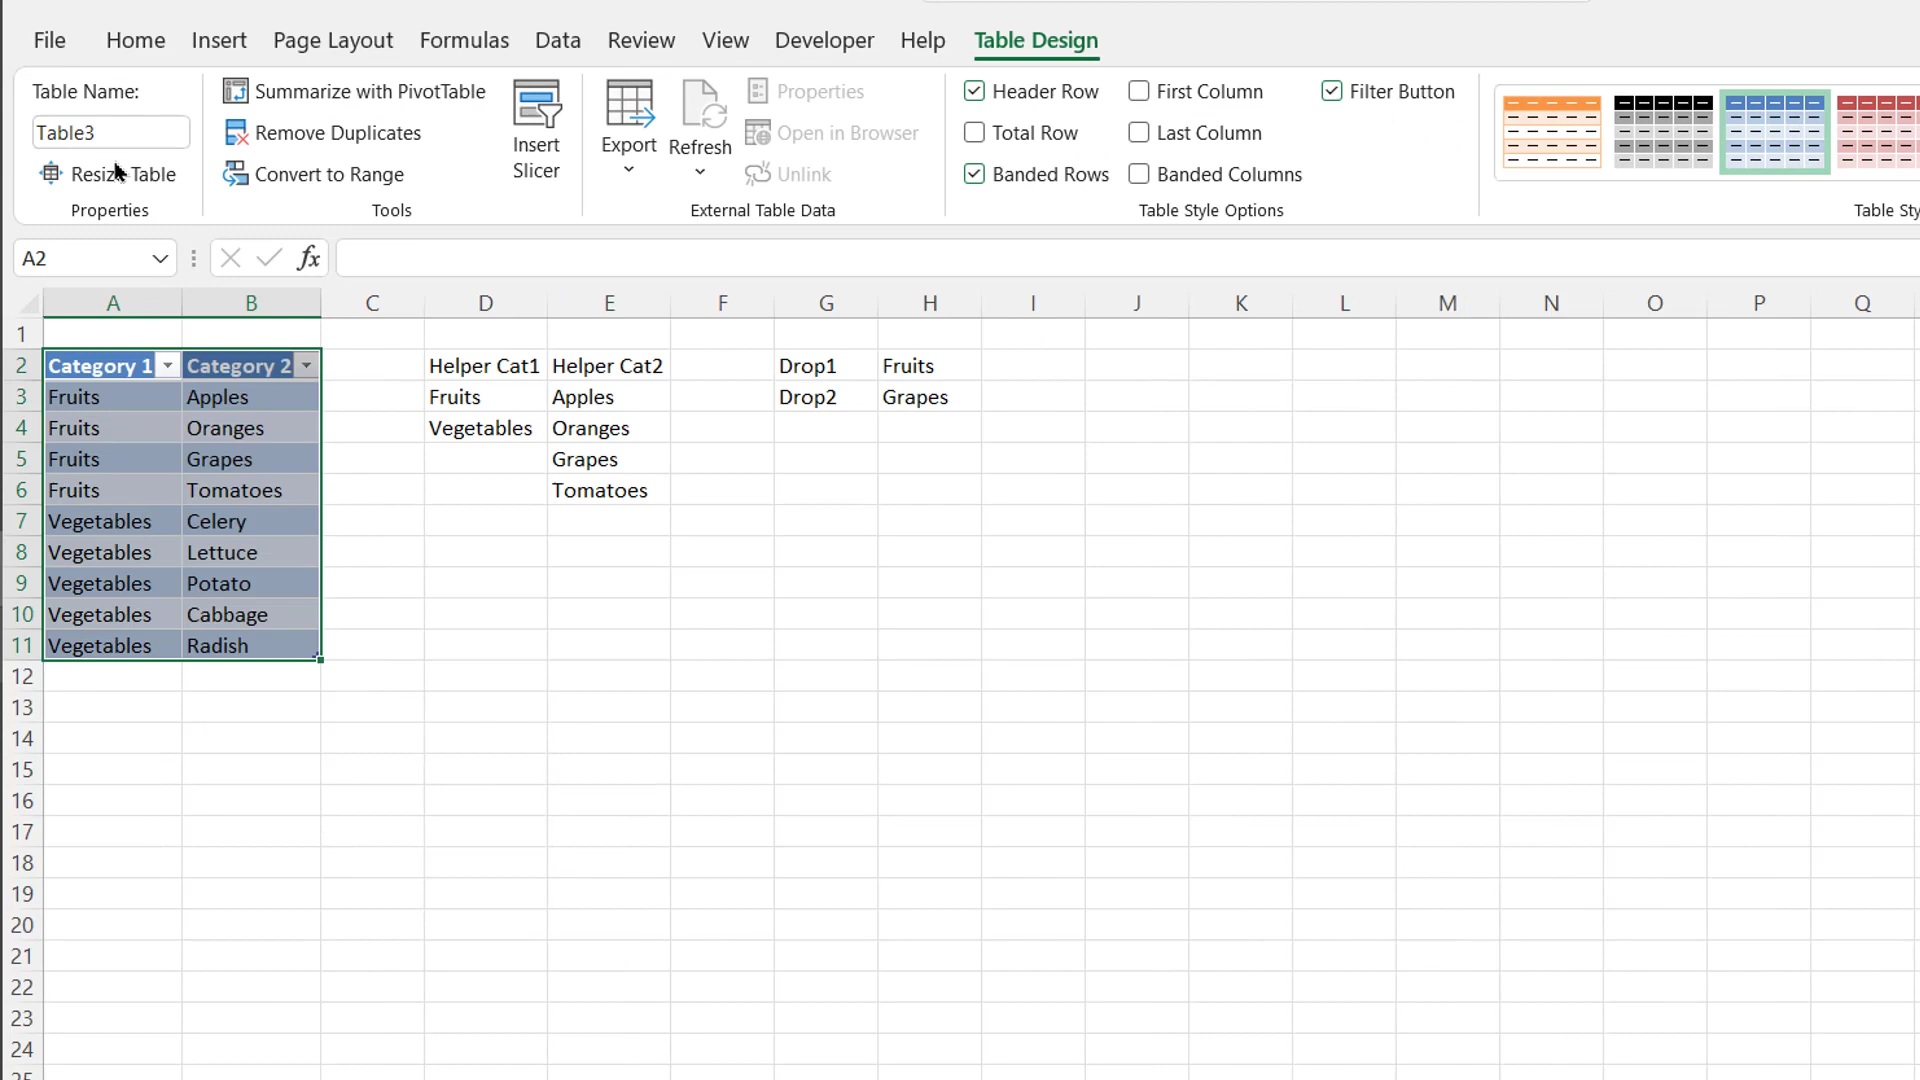 File Home Insert Page Layout Formulas Data Review View Developer Help Table Design
Table Name:
Table3
Resize Table
Properties
Summarize with PivotTable
Remove Duplicates
Convert to Range
Insert
Slicer
Tools
Export
Refresh
Properties
Open in Browser
Unlink
External Table Data
Header Row First Column Filter Button
Total Row Last Column
Banded Rows Banded Columns
Table Style Options
Table Sty
A2 fx
A B C D E F G H I J K L M N O P Q
1
2 Category 1 Category 2 Helper Cat1 Helper Cat2 Drop1 Fruits
3 Fruits Apples Fruits Apples Drop2 Grapes
4 Fruits Oranges Vegetables Oranges
5 Fruits Grapes Grapes
6 Fruits Tomatoes Tomatoes
7 Vegetables Celery
8 Vegetables Lettuce
9 Vegetables Potato
10 Vegetables Cabbage
11 Vegetables Radish
12
13
14
15
16
17
18
19
20
21
22
23
24
25